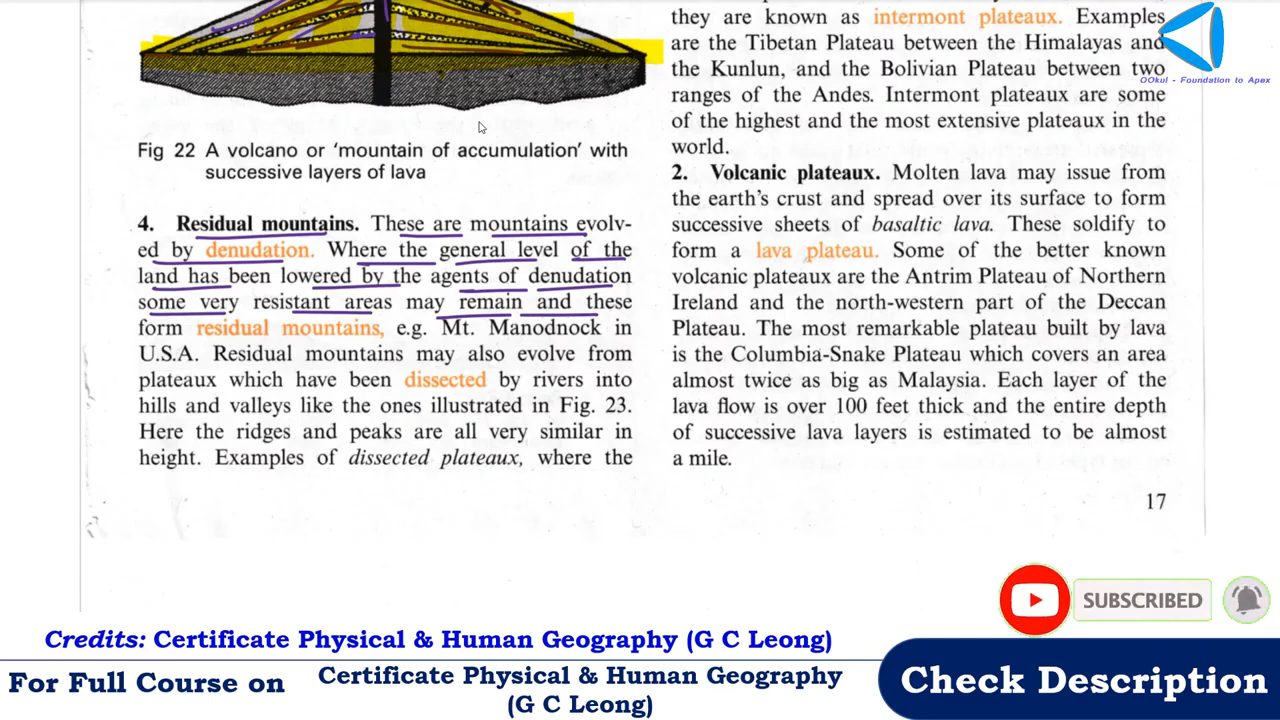 Fig 22 A volcano or ‘mountain of accumulation’ with
successive layers of lava
4. Residual mountains. These are mountains evolv-
ed by denudation. Where the general level of the
land has been lowered by the agents of denudation
some very resistant areas may remain and these
form residual mountains, e.g. Mt. Manodnock in
U.S.A. Residual mountains may also evolve from
plateaux which have been dissected by rivers into
hills and valleys like the ones illustrated in Fig. 23.
Here the ridges and peaks are all very similar in
height. Examples of dissected plateaux, where the
they are known as intermont plateaux. Examples
are the Tibetan Plateau between the Himalayas and
the Kunlun, and the Bolivian Plateau between two
ranges of the Andes. Intermont plateaux are some
of the highest and the most extensive plateaux in the
world.
2. Volcanic plateaux. Molten lava may issue from
the earth's crust and spread over its surface to form
successive sheets of basaltic lava. These soldify to
form a lava plateau. Some of the better known
volcanic plateaux are the Antrim Plateau of Northern
Ireland and the north-western part of the Deccan
Plateau. The most remarkable plateau built by lava
is the Columbia-Snake Plateau which covers an area
almost twice as big as Malaysia. Each layer of the
lava flow is over 100 feet thick and the entire depth
of successive lava layers is estimated to be almost
a mile.
17
OOkul - Foundation to Apex
SUBSCRIBED
Credits: Certificate Physical & Human Geography (G C Leong)
For Full Course on
Certificate Physical & Human Geography
(G C Leong)
Check Description